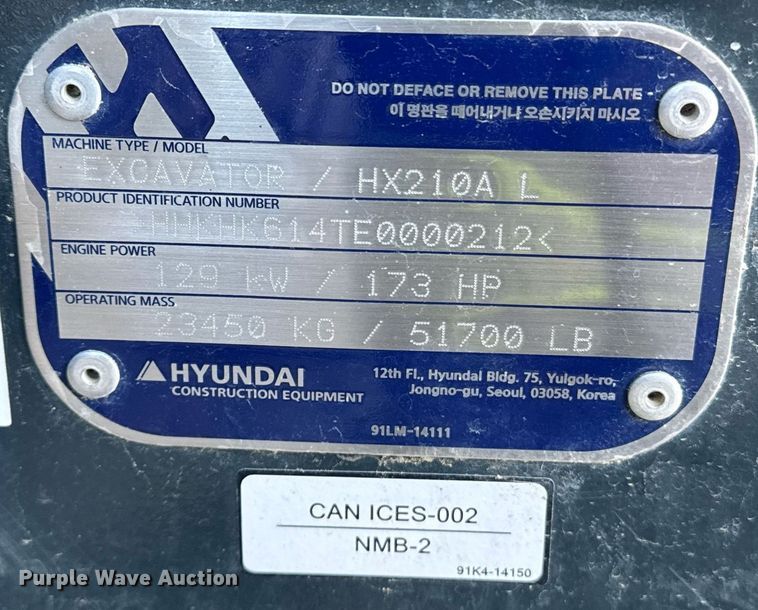 DO NOT DEFACE OR REMOVE THIS PLATE
이 명판을 떼어내거나 오손시키지 마시오
MACHINE TYPE / MODEL
EXCAVATOR / HX210A L
PRODUCT IDENTIFICATION NUMBER
HHKHK614TE0000212<
ENGINE POWER
129 kW / 173 HP
OPERATING MASS
23450 KG / 51700 LB
HYUNDAI
CONSTRUCTION EQUIPMENT
12th Fl., Hyundai Bldg. 75, Yulgok-ro,
Jongno-gu, Seoul, 03058, Korea
91LM-14111
CAN ICES-002
NMB-2
91K4-14150
Purple Wave Auction